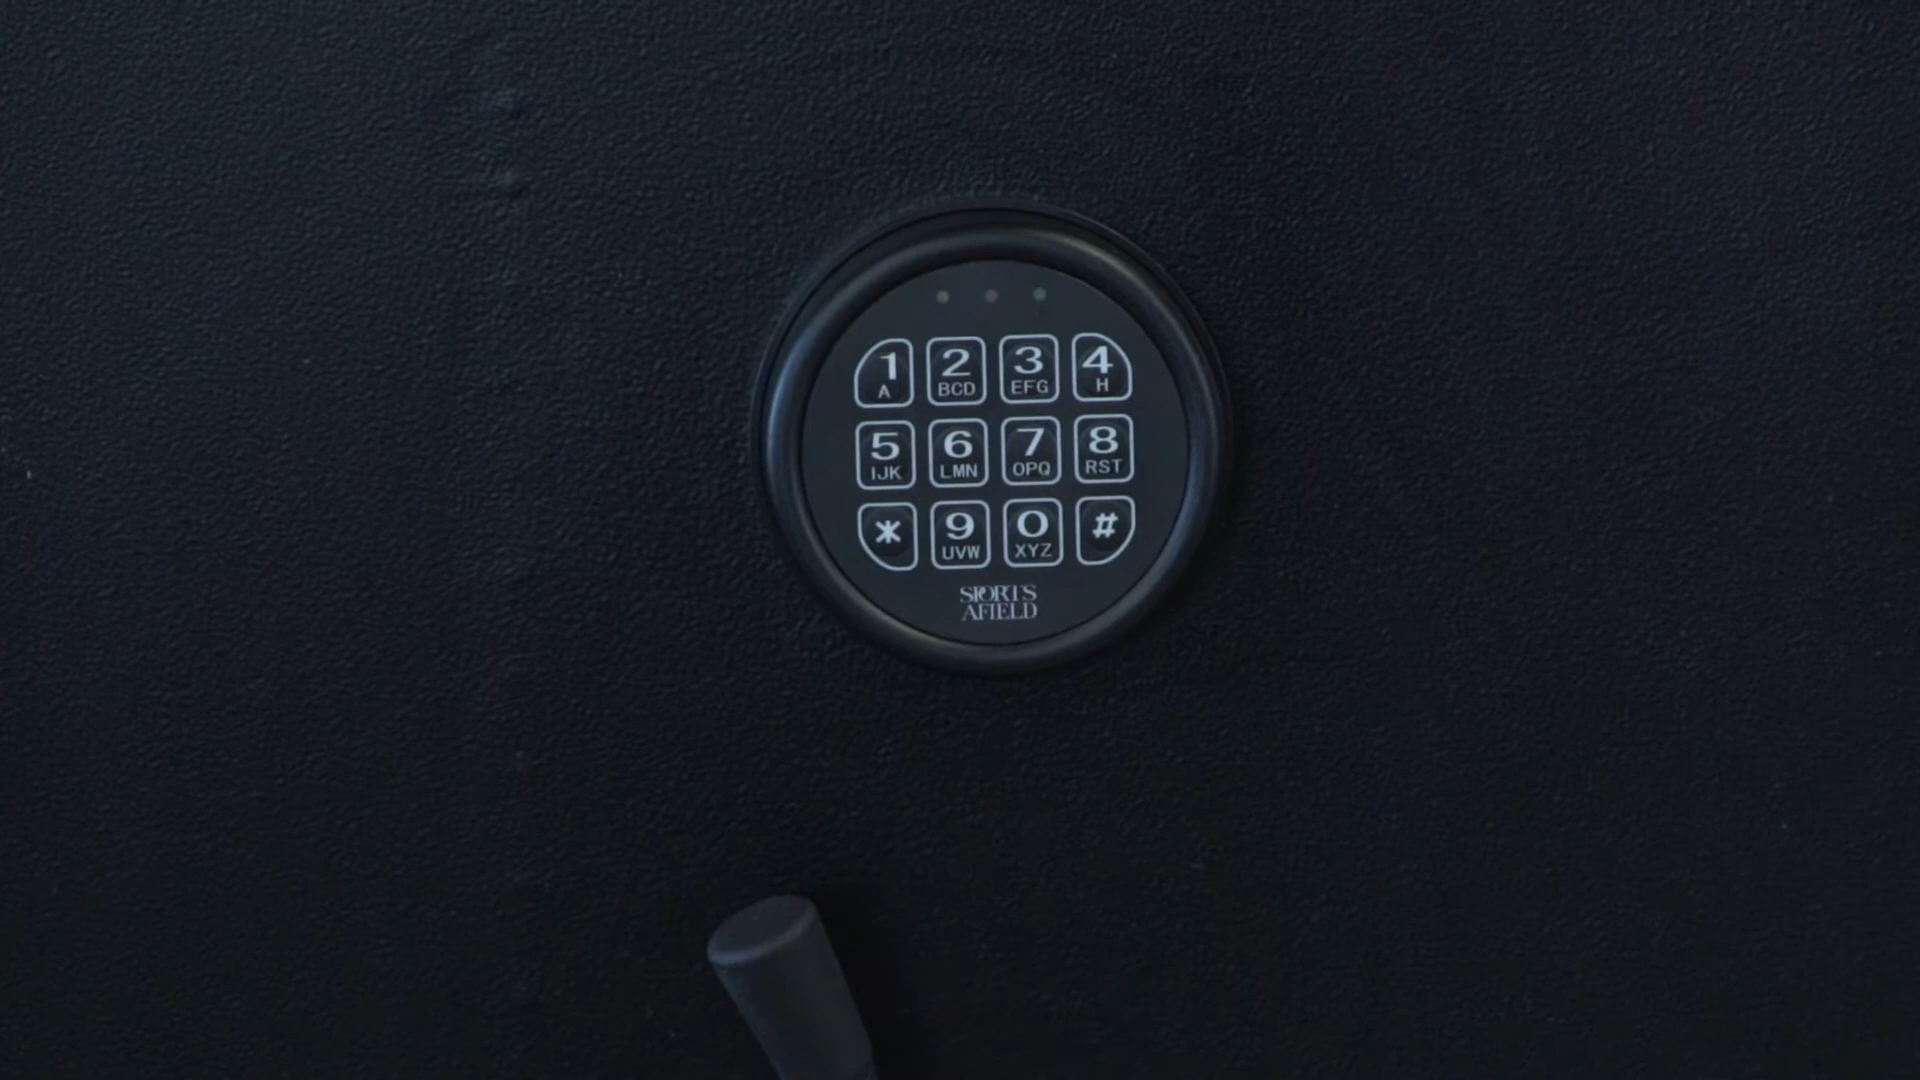 1 2 3 4
A BCD EFG H
5 6 7 8
IJK LMN OPQ RST
* 9 0 #
UVW XYZ
SPORTS
AFIELD